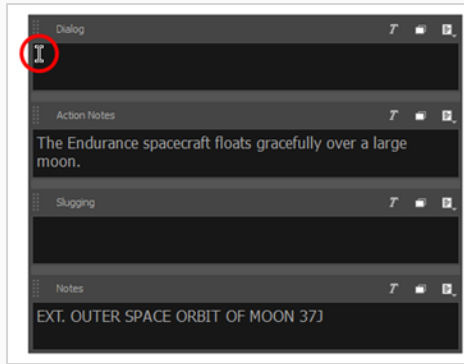 Dialog
Action Notes
The Endurance spacecraft floats gracefully over a large
moon.
Slugging
Notes
EXT. OUTER SPACE ORBIT OF MOON 37J